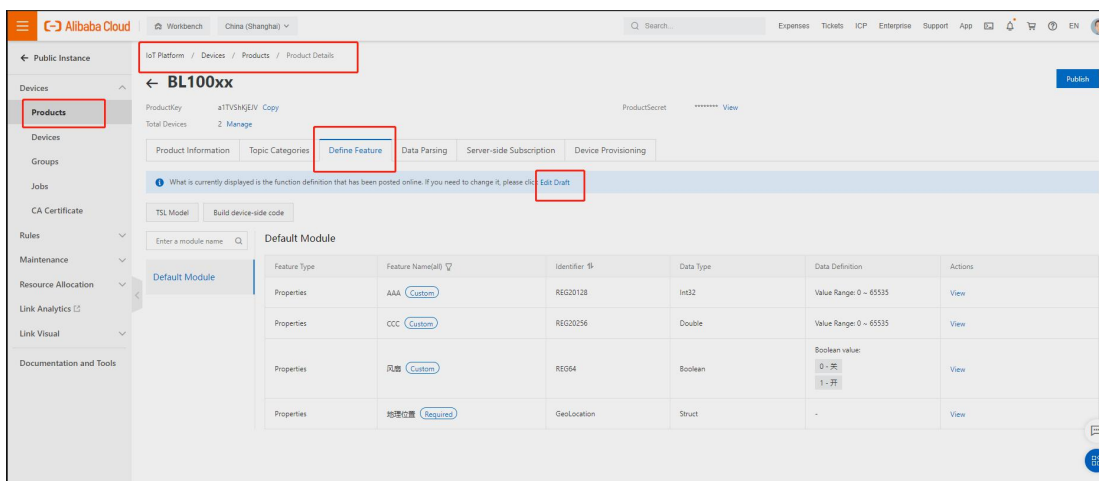 Alibaba Cloud
Workbench
China (Shanghai)
Search...
Expenses Tickets ICP Enterprise Support App EN
Public Instance
IoT Platform / Devices / Products / Product Details
Devices
BL100xx
Publish
Products
ProductKey
Copy
ProductSecret ******** View
Total Devices 2 Manage
Devices
Product Information Topic Categories Define Feature Data Parsing Server-side Subscription Device Provisioning
Groups
What is currently displayed is the function definition that has been posted online. If you need to change it, please clic Edit Draft
Jobs
CA Certificate
TSL Model Build device-side code
Rules
Enter a module name Default Module
Maintenance
Feature Type Feature Name(all) Identifier Data Type Data Definition Actions
Default Module
Resource Allocation
Properties AAA Custom REG20128 Int32 Value Range: 0 ~ 65535 View
Link Analytics
Properties CCC Custom REG20256 Double Value Range: 0 ~ 65535 View
Link Visual
Boolean value:
Documentation and Tools
Properties 风扇 Custom REG64 Boolean 0 - 关 View
1 - 开
Properties 地理位置 Required GeoLocation Struct - View